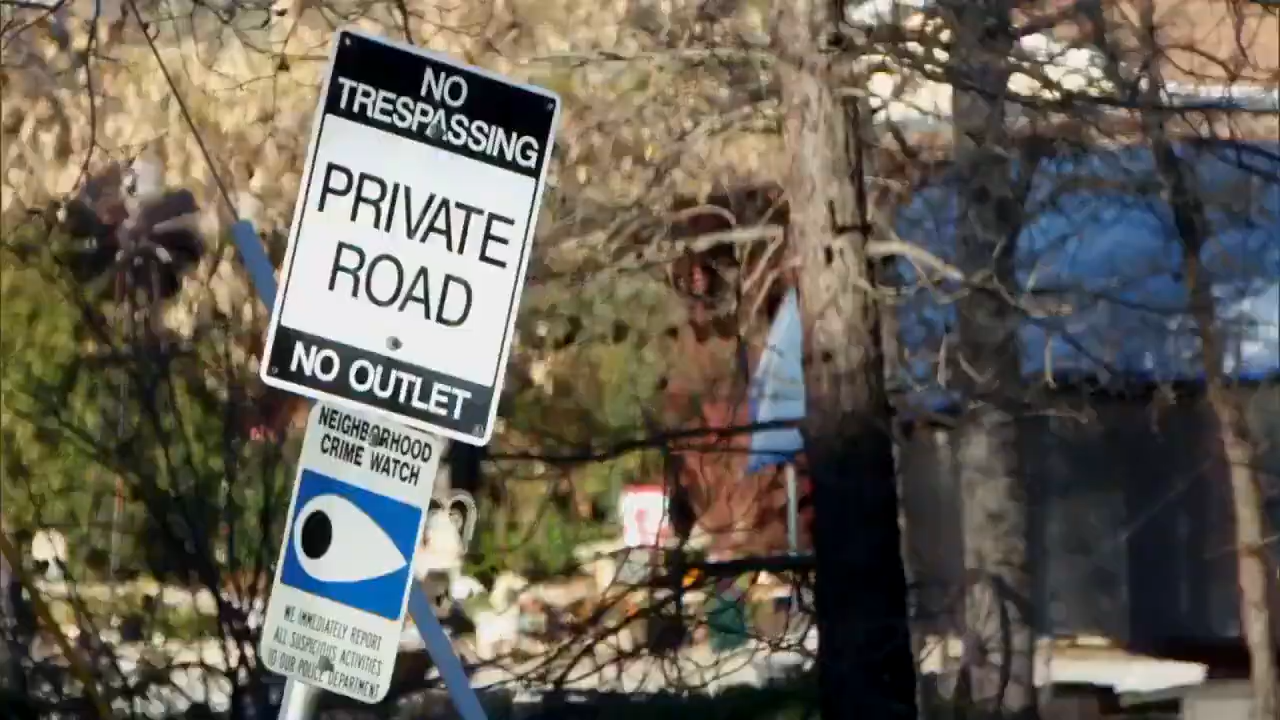 NO
TRESPASSING
PRIVATE
ROAD
NO OUTLET
NEIGHBORHOOD
CRIME WATCH
WE IMMEDIATELY REPORT
ALL SUSPICIOUS ACTIVITIES
TO OUR POLICE DEPARTMENT